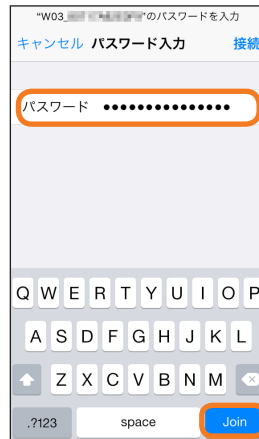 "W03_ "のパスワードを入力
キャンセル パスワード入力 接続
パスワード ●●●●●●●●●●●●●●●
Q W E R T Y U I O P
A S D F G H J K L
Z X C V B N M
.?123 space Join